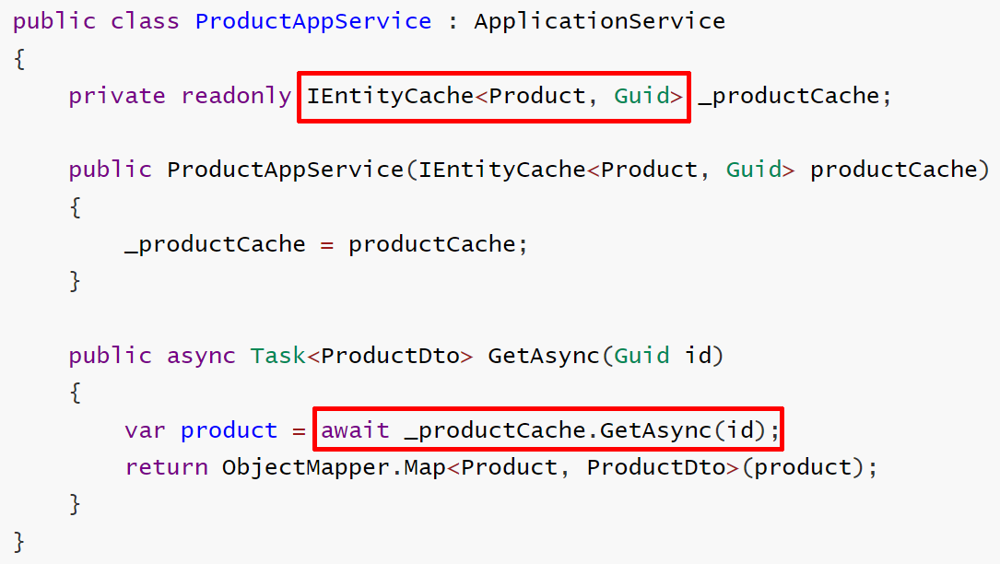 public class ProductAppService : ApplicationService
{
    private readonly IEntityCache<Product, Guid> _productCache;
    public ProductAppService(IEntityCache<Product, Guid> productCache)
    {
        _productCache = productCache;
    }
    public async Task<ProductDto> GetAsync(Guid id)
    {
        var product = await _productCache.GetAsync(id);
        return ObjectMapper.Map<Product, ProductDto>(product);
    }
}